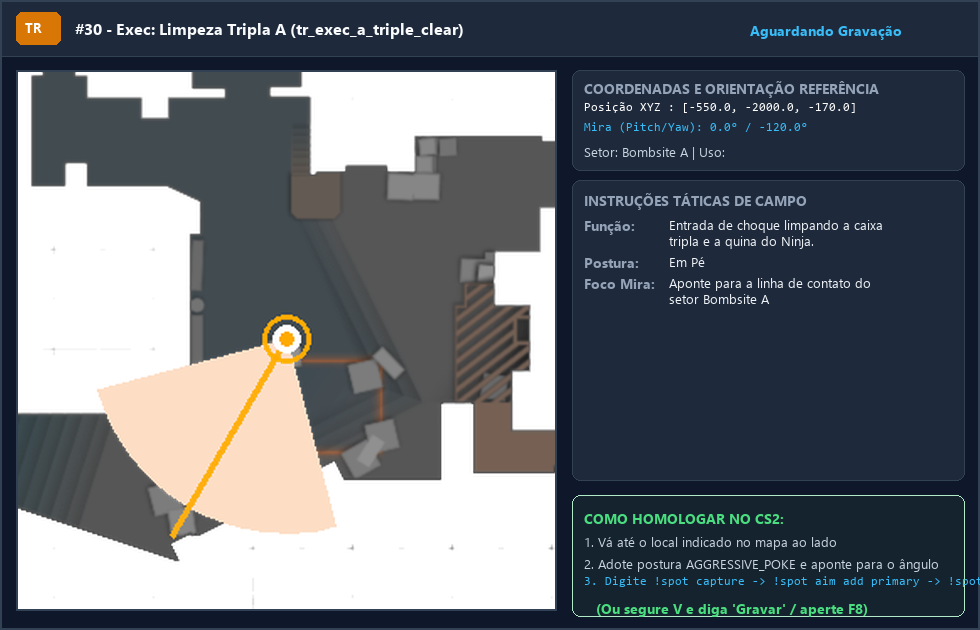 TR
#30 - Exec: Limpeza Tripla A (tr_exec_a_triple_clear)
Aguardando Gravação
COORDENADAS E ORIENTAÇÃO REFERÊNCIA
Posição XYZ : [-550.0, -2000.0, -170.0]
Mira (Pitch/Yaw): 0.0° / -120.0°
Setor: Bombsite A | Uso:
INSTRUÇÕES TÁTICAS DE CAMPO
Função: Entrada de choque limpando a caixa
tripla e a quina do Ninja.
Postura: Em Pé
Foco Mira: Aponte para a linha de contato do
setor Bombsite A
COMO HOMOLOGAR NO CS2:
1. Vá até o local indicado no mapa ao lado
2. Adote postura AGGRESSIVE_POKE e aponte para o ângulo
3. Digite !spot capture -> !spot aim add primary -> !spot
(Ou segure V e diga 'Gravar' / aperte F8)